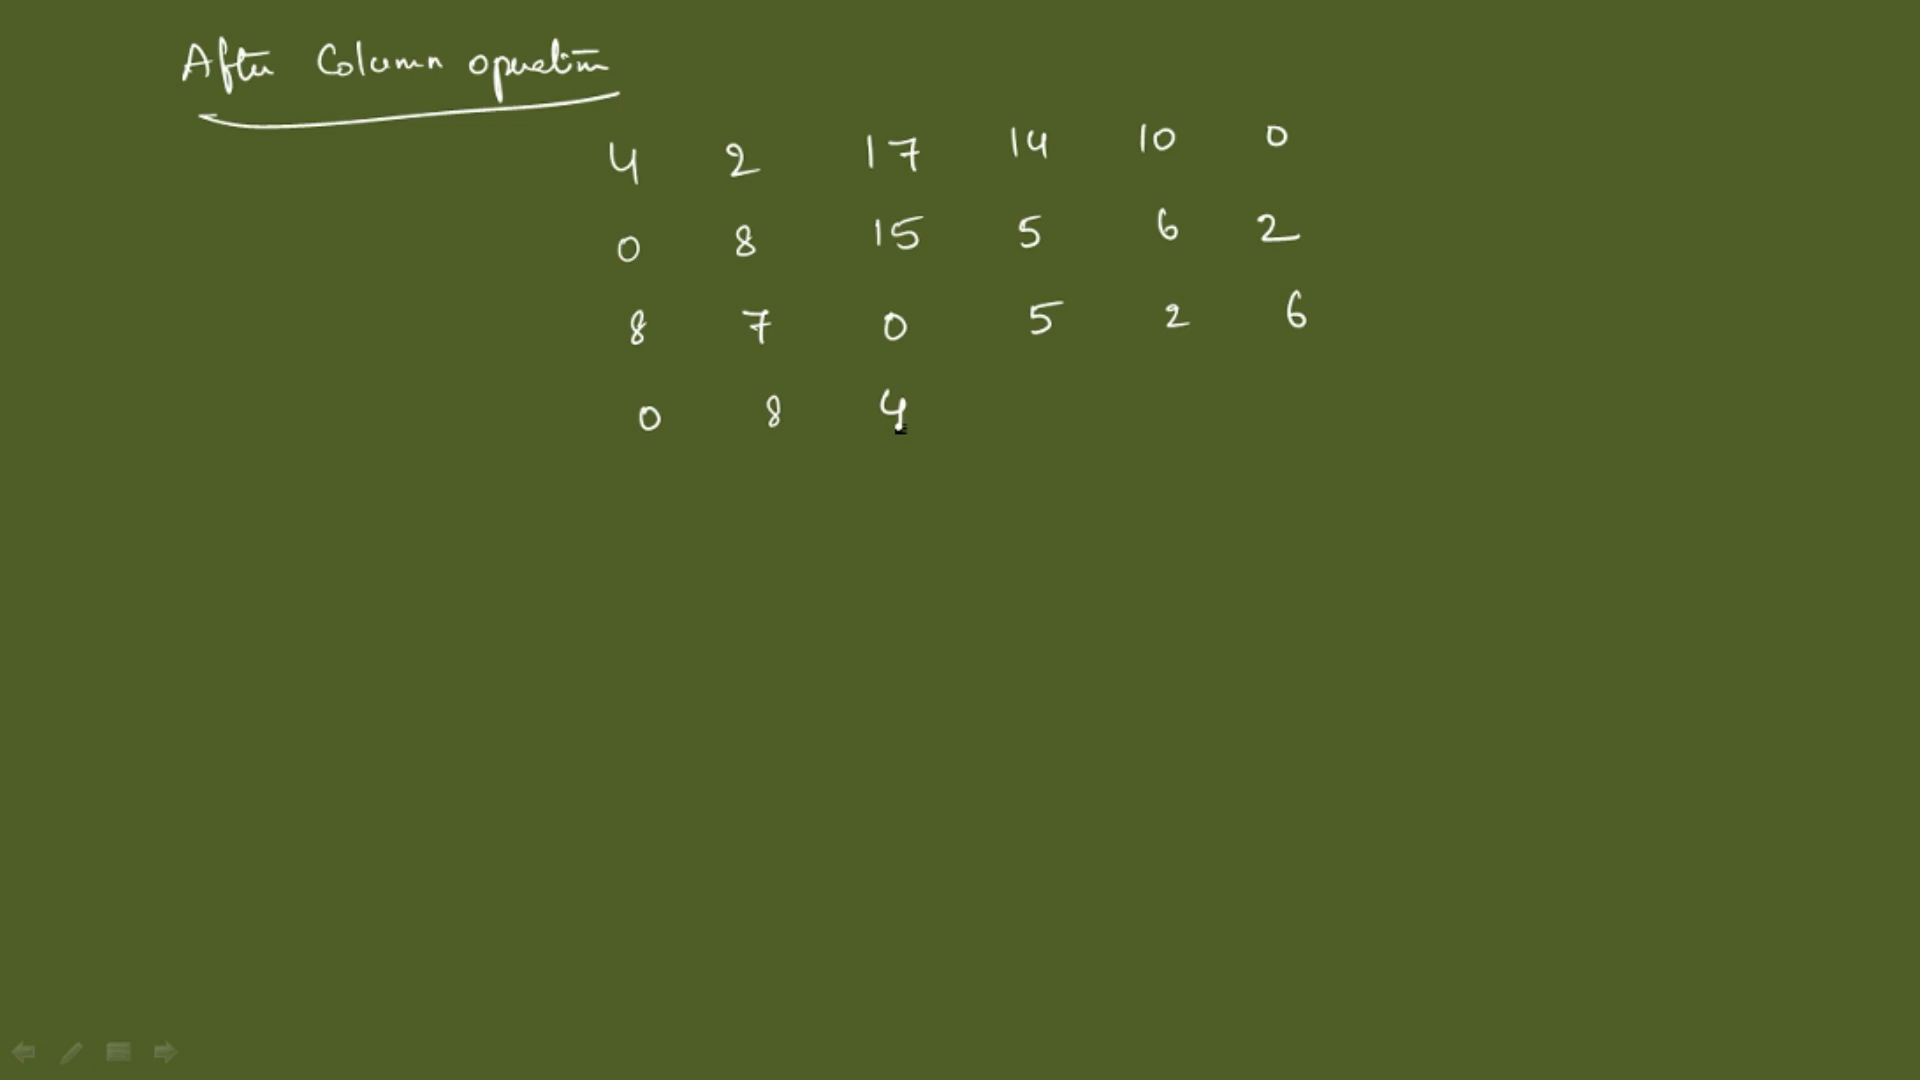 After Column operation
4 2 17 14 10 0
0 8 15 5 6 2
8 7 0 5 2 6
0 8 4